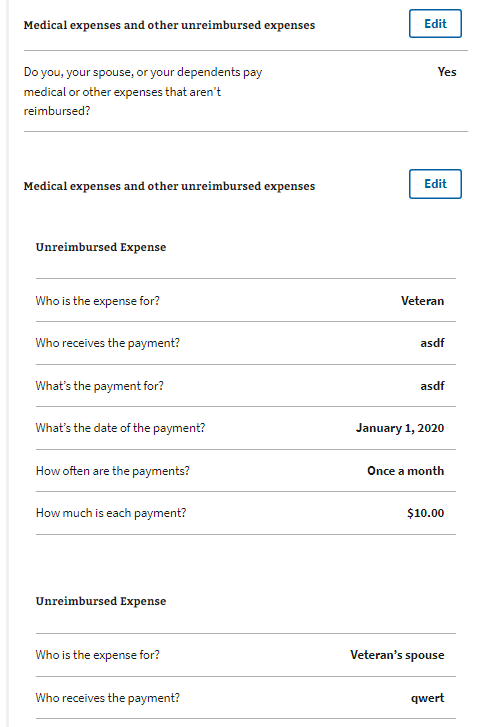 Medical expenses and other unreimbursed expenses
Edit
Do you, your spouse, or your dependents pay
medical or other expenses that aren't
reimbursed?
Yes
Medical expenses and other unreimbursed expenses
Edit
Unreimbursed Expense
Who is the expense for?
Veteran
Who receives the payment?
asdf
What's the payment for?
asdf
What's the date of the payment?
January 1, 2020
How often are the payments?
Once a month
How much is each payment?
$10.00
Unreimbursed Expense
Who is the expense for?
Veteran's spouse
Who receives the payment?
qwert